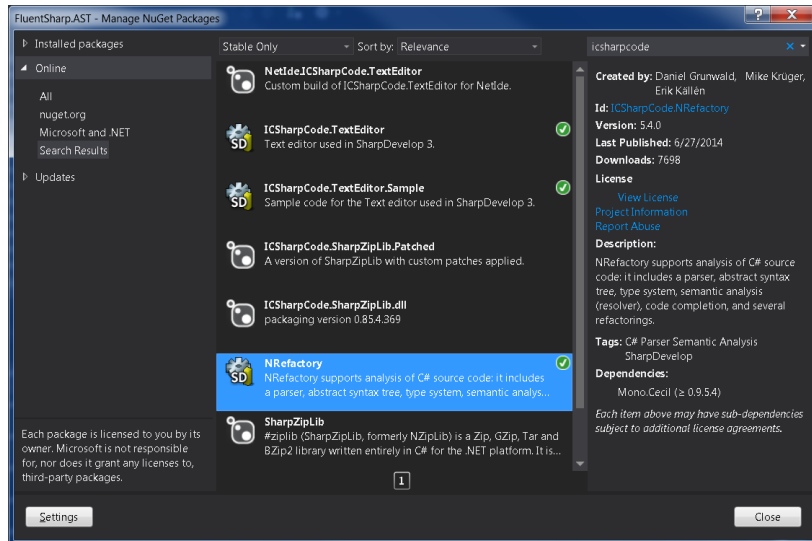 FluentSharp.AST - Manage NuGet Packages
Installed packages
Online
All
nuget.org
Microsoft and .NET
Search Results
Updates
Each package is licensed to you by its
owner. Microsoft is not responsible
for, nor does it grant any licenses to,
third-party packages.
Stable Only
Sort by: Relevance
NetIde.ICSharpCode.TextEditor
Custom build of ICSharpCode.TextEditor for NetIde.
ICSharpCode.TextEditor
Text editor used in SharpDevelop 3.
ICSharpCode.TextEditor.Sample
Sample code for the Text editor used in SharpDevelop 3.
ICSharpCode.SharpZipLib.Patched
A version of SharpZipLib with custom patches applied.
ICSharpCode.SharpZipLib.dll
packaging version 0.85.4.369
NRefactory
NRefactory supports analysis of C# source code: it includes
a parser, abstract syntax tree, type system, semantic analys...
SharpZipLib
#ziplib (SharpZipLib, formerly NZipLib) is a Zip, GZip, Tar and
BZip2 library written entirely in C# for the .NET platform. It is...
SD
SD
SD
1
icsharpcode
Created by: Daniel Grunwald, Mike Krüger,
Erik Källén
Id: ICSharpCode.NRefactory
Version: 5.4.0
Last Published: 6/27/2014
Downloads: 7698
License
View License
Project Information
Report Abuse
Description:
NRefactory supports analysis of C# source
code: it includes a parser, abstract syntax
tree, type system, semantic analysis
(resolver), code completion, and several
refactorings.
Tags: C# Parser Semantic Analysis
SharpDevelop
Dependencies:
Mono.Cecil (≥ 0.9.5.4)
Each item above may have sub-dependencies
subject to additional license agreements.
Settings
Close